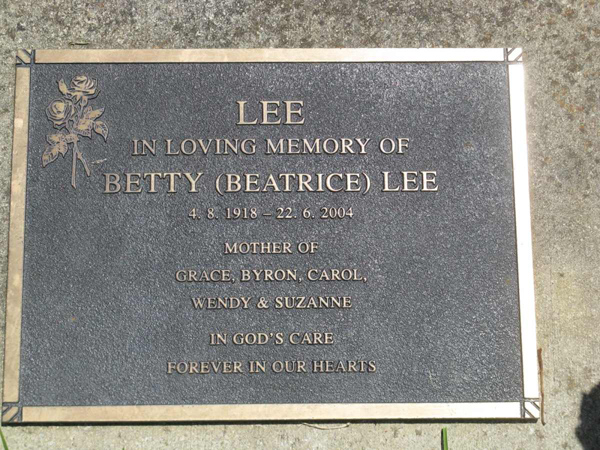 LEE
IN LOVING MEMORY OF
BETTY (BEATRICE) LEE
4. 8. 1918 – 22. 6. 2004
MOTHER OF
GRACE, BYRON, CAROL,
WENDY & SUZANNE
IN GOD'S CARE
FOREVER IN OUR HEARTS